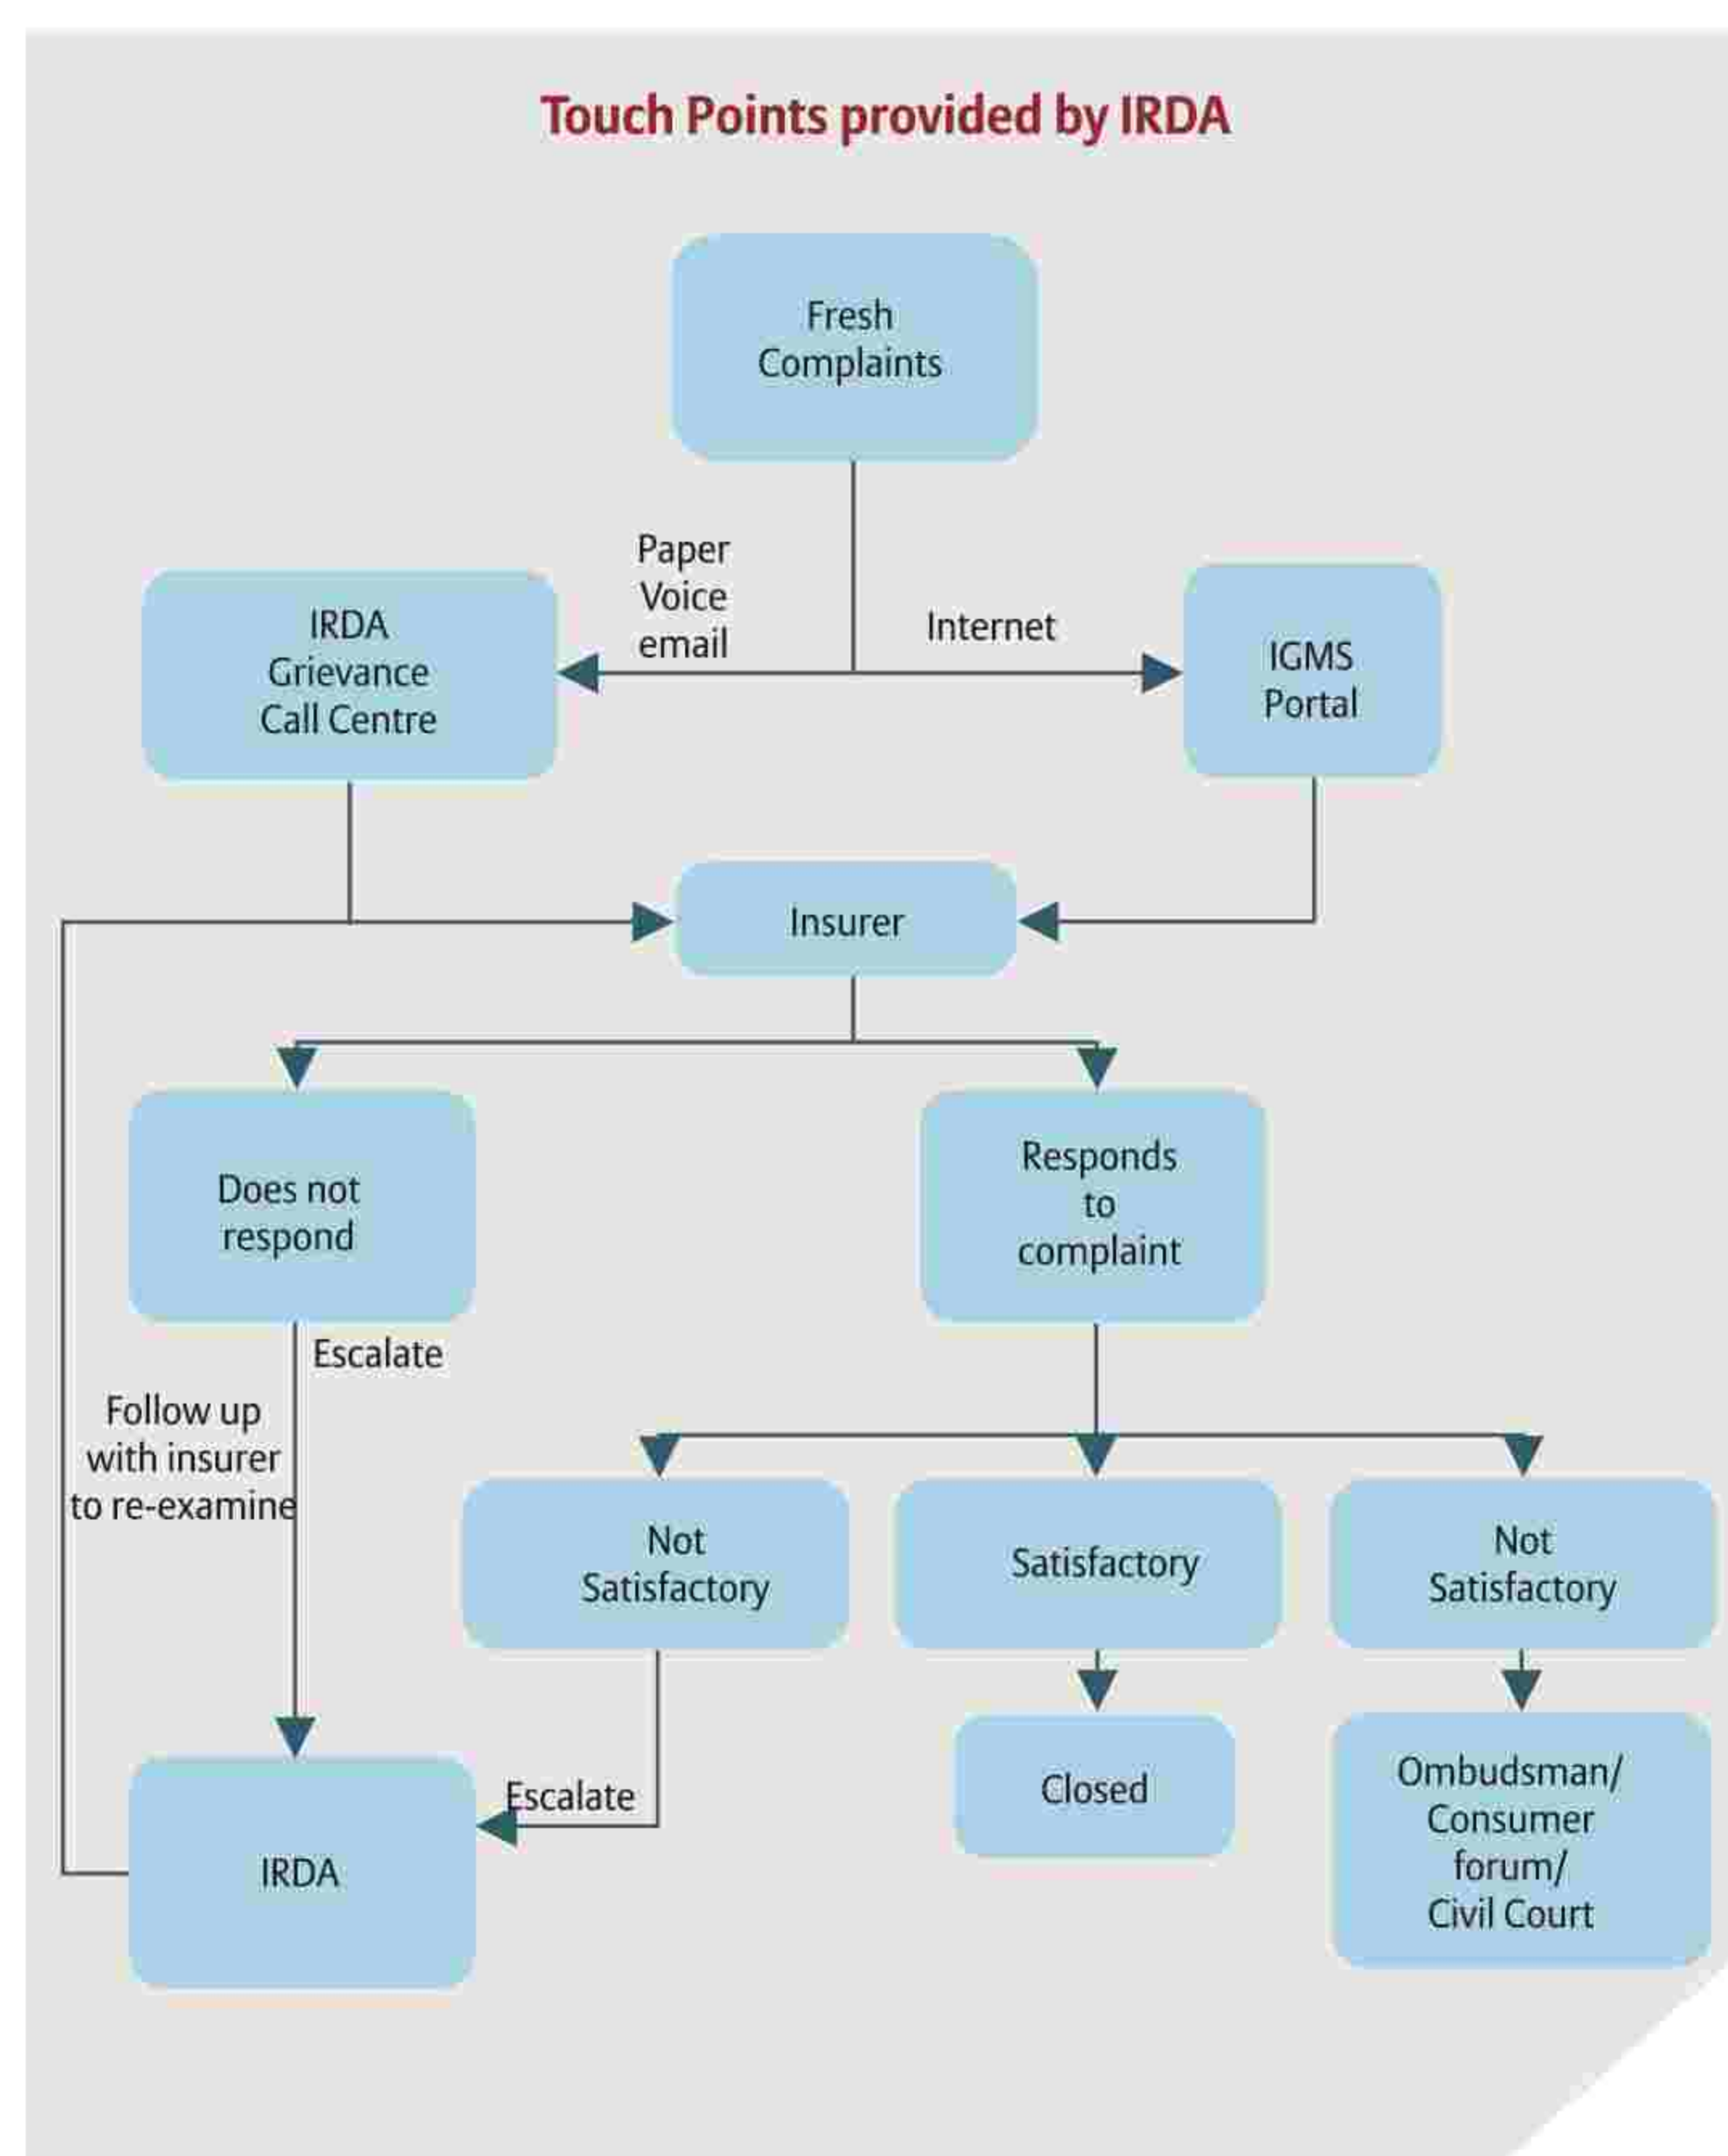 Touch Points provided by IRDA
Fresh
Complaints
Paper
Voice
email
Internet
IRDA
Grievance
Call Centre
IGMS
Portal
Insurer
Does not
respond
Responds
to
complaint
Escalate
Follow up
with insurer
to re-examine
Not
Satisfactory
Satisfactory
Not
Satisfactory
Escalate
IRDA
Closed
Ombudsman/
Consumer
forum/
Civil Court